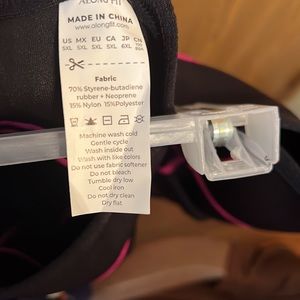 ALONG FIT
MADE IN CHINA
www.alongfit.com
US MX EU CA JP CN
5XL 5XL 5XL 5XL 6XL
Fabric
70% Styrene-butadiene
rubber + Neoprene
15% Nylon 15%Polyester
Machine wash cold
Gentle cycle
Wash inside out
Wash with like colors
Do not use fabric softener
Do not bleach
Tumble dry low
Cool iron
Do not dry clean
Dry flat